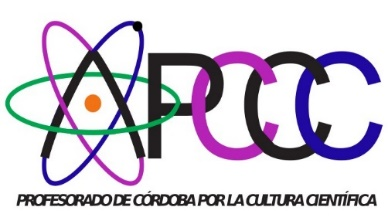 APCCC
PROFESORADO DE CÓRDOBA POR LA CULTURA CIENTÍFICA